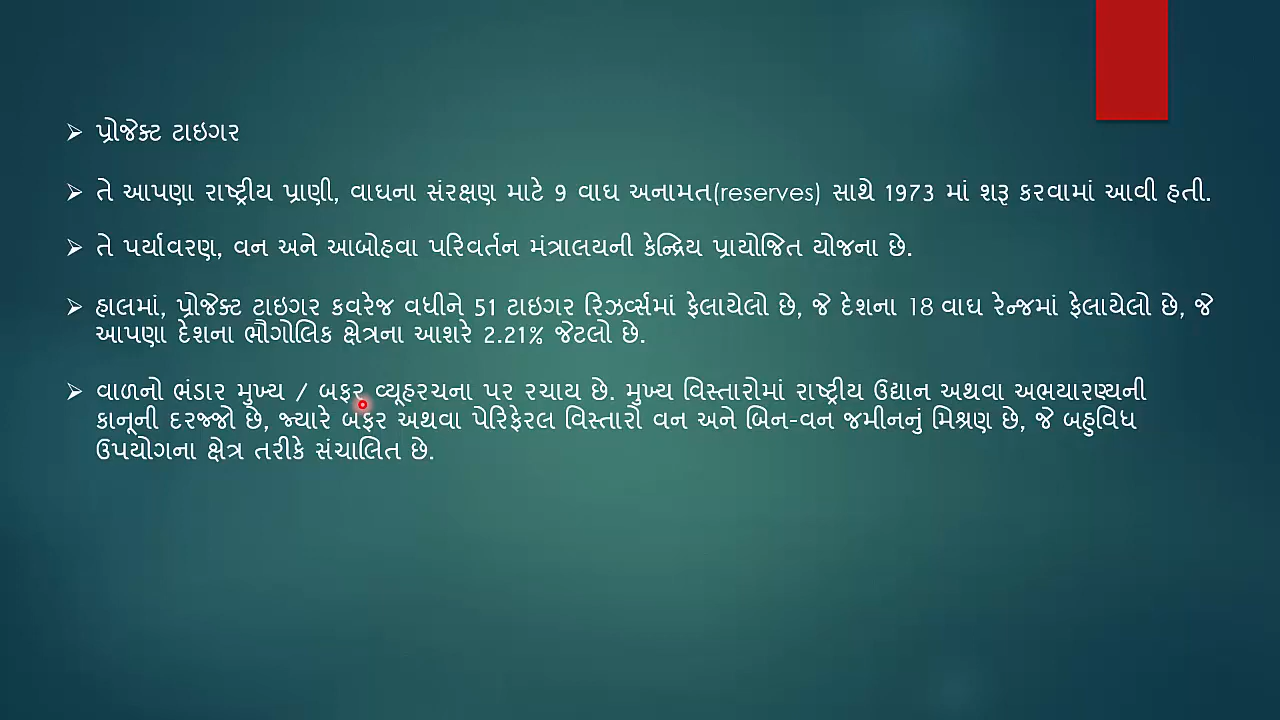 પ્રોજેક્ટ ટાઇગર
તે આપણા રાષ્ટ્રીય પ્રાણી, વાઘના સંરક્ષણ માટે 9 વાઘ અનામત(reserves) સાથે 1973 માં શરૂ કરવામાં આવી હતી.
તે પર્યાવરણ, વન અને આબોહવા પરિવર્તન મંત્રાલયની કેન્દ્રિય પ્રાયોજિત યોજના છે.
હાલમાં, પ્રોજેક્ટ ટાઇગર કવરેજ વધીને 51 ટાઇગર રિઝર્વ્સમાં ફેલાયેલો છે, જે દેશના 18 વાઘ રેન્જમાં ફેલાયેલો છે, જે
આપણા દેશના ભૌગોલિક ક્ષેત્રના આશરે 2.21% જેટલો છે.
વાળનો ભંડાર મુખ્ય / બફર વ્યૂહરચના પર રચાય છે. મુખ્ય વિસ્તારોમાં રાષ્ટ્રીય ઉદ્યાન અથવા અભયારણ્યની
કાનૂની દરજ્જો છે, જ્યારે બફર અથવા પેરિફેરલ વિસ્તારો વન અને બિન-વન જમીનનું મિશ્રણ છે, જે બહુવિધ
ઉપયોગના ક્ષેત્ર તરીકે સંચાલિત છે.